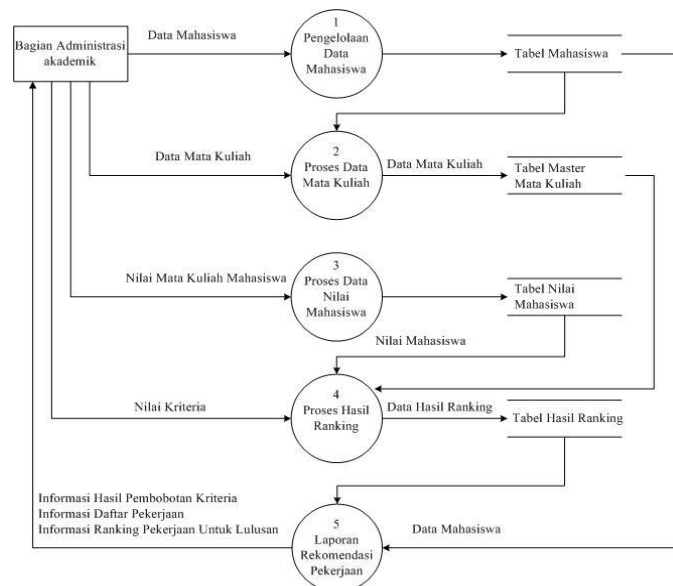 Bagian Administrasi
akademik
Data Mahasiswa
1
Pengelolaan
Data
Mahasiswa
Tabel Mahasiswa
Data Mata Kuliah
2
Proses Data
Mata Kuliah
Data Mata Kuliah
Tabel Master
Mata Kuliah
Nilai Mata Kuliah Mahasiswa
3
Proses Data
Nilai
Mahasiswa
Tabel Nilai
Mahasiswa
Nilai Mahasiswa
Nilai Kriteria
4
Proses Hasil
Ranking
Data Hasil Ranking
Tabel Hasil Ranking
Informasi Hasil Pembobotan Kriteria
Informasi Daftar Pekerjaan
Informasi Ranking Pekerjaan Untuk Lulusan
5
Laporan
Rekomendasi
Pekerjaan
Data Mahasiswa